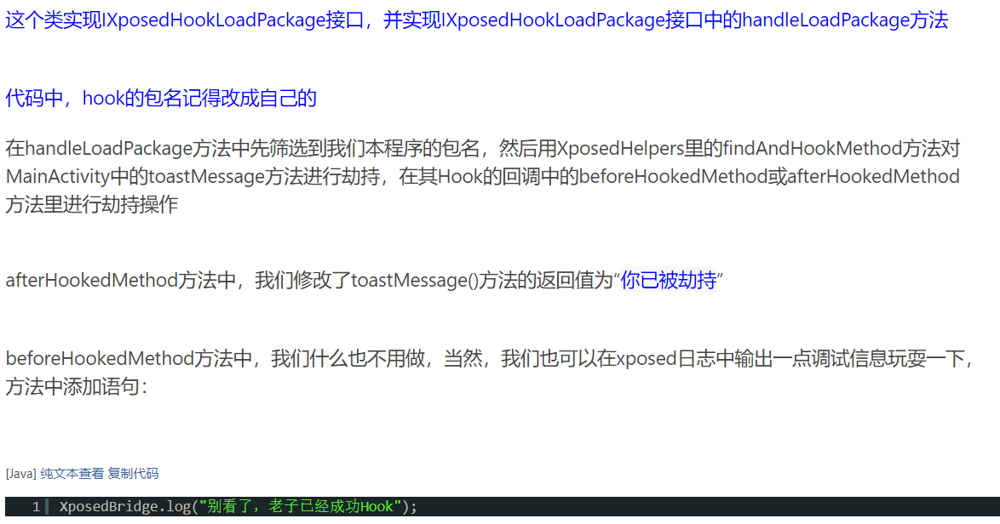 这个类实现IXposedHookLoadPackage接口，并实现IXposedHookLoadPackage接口中的handleLoadPackage方法
代码中，hook的包名记得改成自己的
在handleLoadPackage方法中先筛选到我们本程序的包名，然后用XposedHelpers里的findAndHookMethod方法对
MainActivity中的toastMessage方法进行劫持，在其Hook的回调中的beforeHookedMethod或afterHookedMethod
方法里进行劫持操作
afterHookedMethod方法中，我们修改了toastMessage()方法的返回值为“你已被劫持”
beforeHookedMethod方法中，我们什么也不用做，当然，我们也可以在xposed日志中输出一点调试信息玩耍一下，
方法中添加语句：
[Java] 纯文本查看 复制代码
1 XposedBridge.log("别看了，老子已经成功Hook");